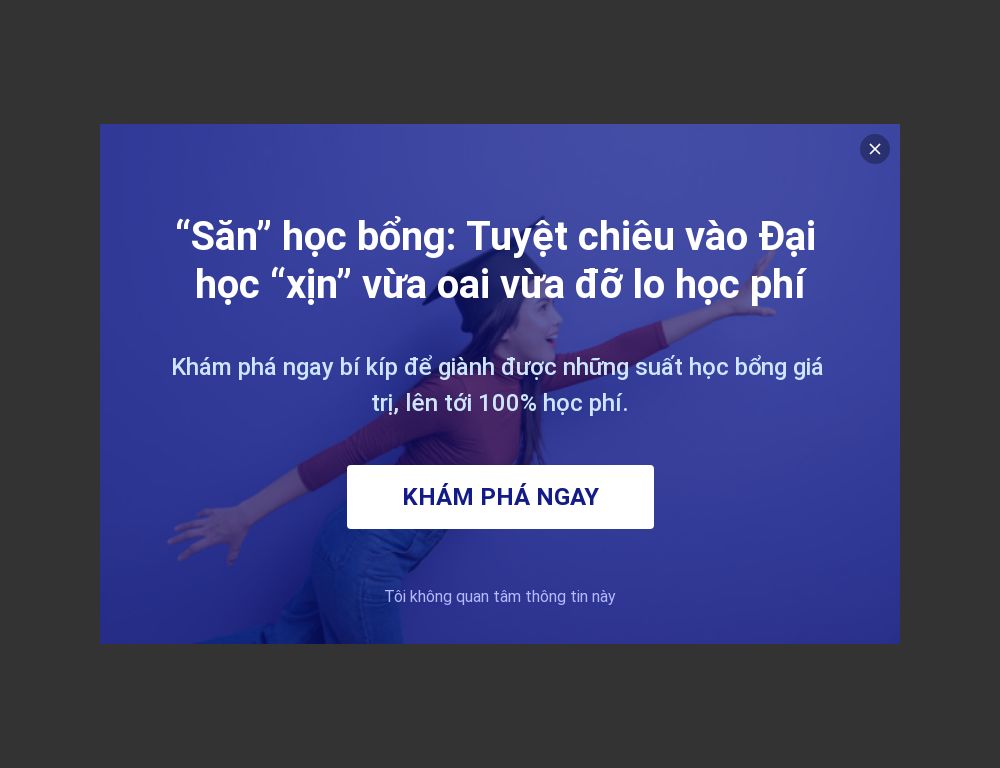 “Săn” học bổng: Tuyệt chiêu vào Đại
học “xịn” vừa oai vừa đỡ lo học phí
Khám phá ngay bí kíp để giành được những suất học bổng giá
trị, lên tới 100% học phí.
KHÁM PHÁ NGAY
Tôi không quan tâm thông tin này